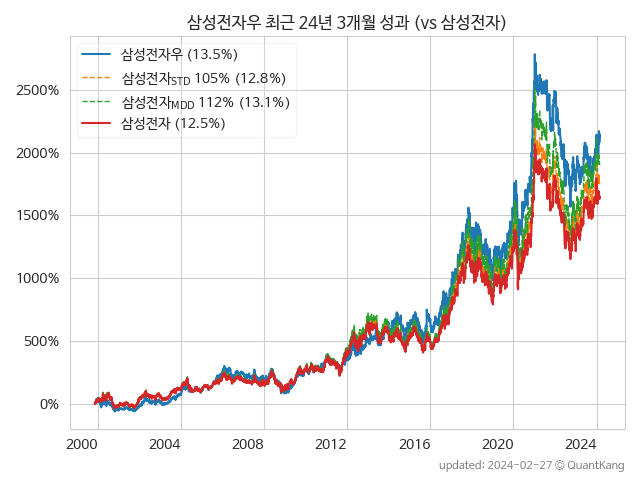 삼성전자우 최근 24년 3개월 성과 (vs 삼성전자)
삼성전자우 (13.5%)
삼성전자STD 105% (12.8%)
삼성전자MDD 112% (13.1%)
삼성전자 (12.5%)
2500%
2000%
1500%
1000%
500%
0%
2000 2004 2008 2012 2016 2020 2024
updated: 2024-02-27 © QuantKang